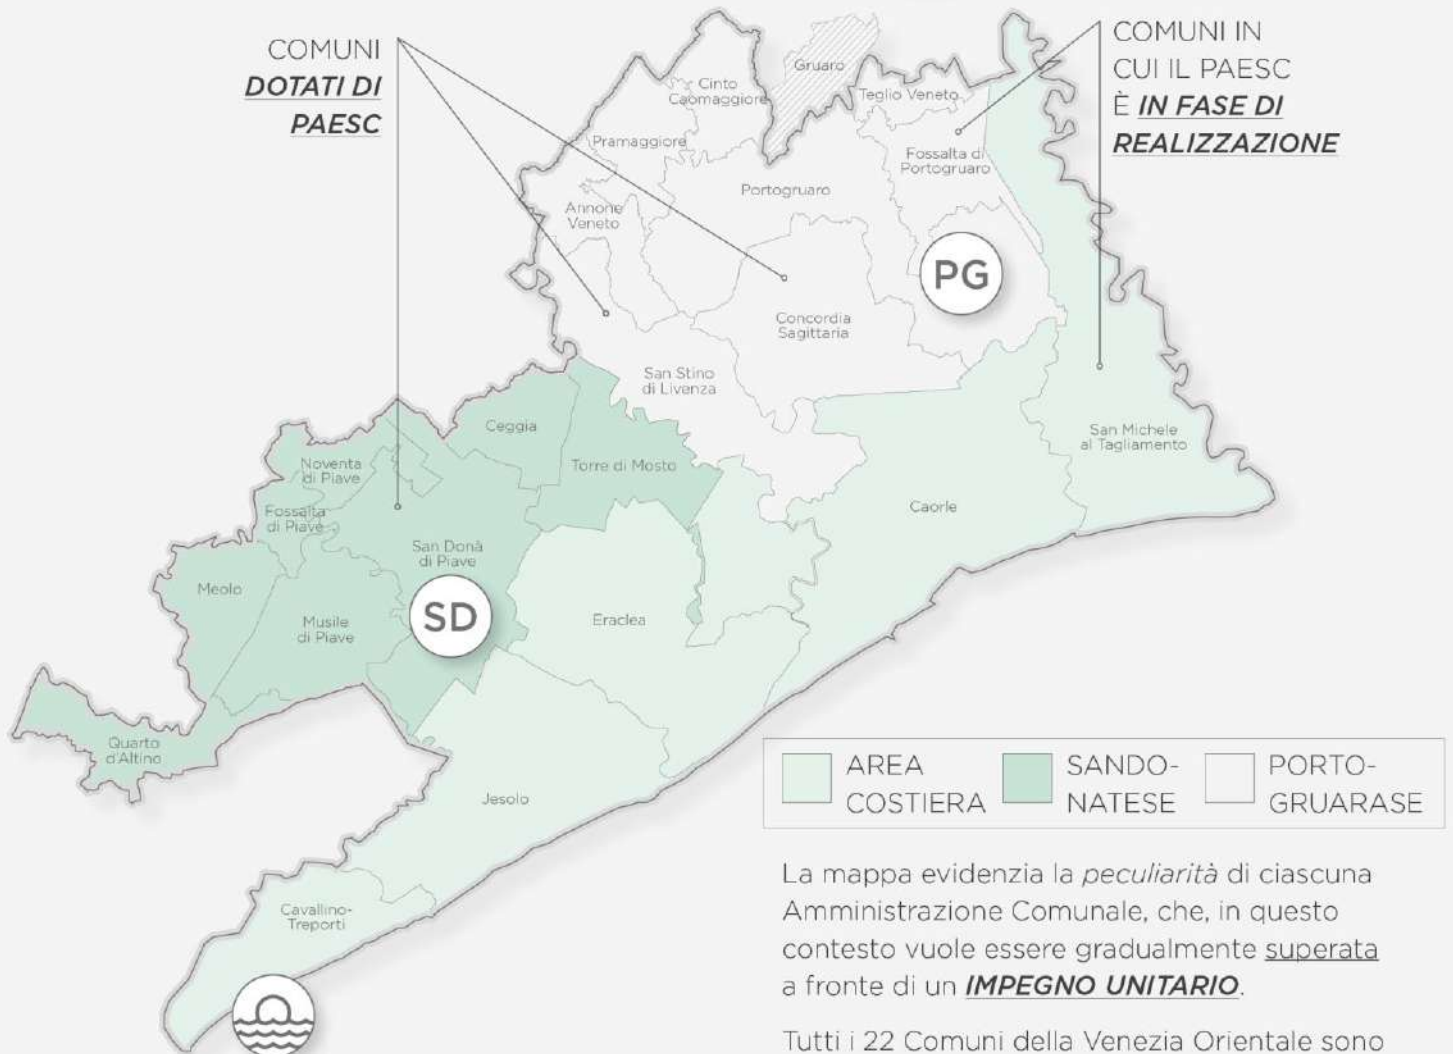 COMUNI
DOTATI DI
PAESC
COMUNI IN
CUI IL PAESC
È IN FASE DI
REALIZZAZIONE
Gruaro
Cinto
Caomaggiore
Teglio Veneto
Pramaggiore
Fossalta di
Portogruaro
Portogruaro
Annone
Veneto
PG
Concordia
Sagittaria
San Stino
di Livenza
Ceggia
San Michele
al Tagliamento
Noventa
di Piave
Torre di Mosto
Caorle
Fossalta
di Piave
San Donà
di Piave
Meolo
Musile
di Piave
SD
Eraclea
Quarto
d'Altino
Jesolo
Cavallino-
Treporti
AREA
COSTIERA
SANDO-
NATESE
PORTO-
GRUARASE
La mappa evidenzia la peculiarità di ciascuna
Amministrazione Comunale, che, in questo
contesto vuole essere gradualmente superata
a fronte di un IMPEGNO UNITARIO.
Tutti i 22 Comuni della Venezia Orientale sono